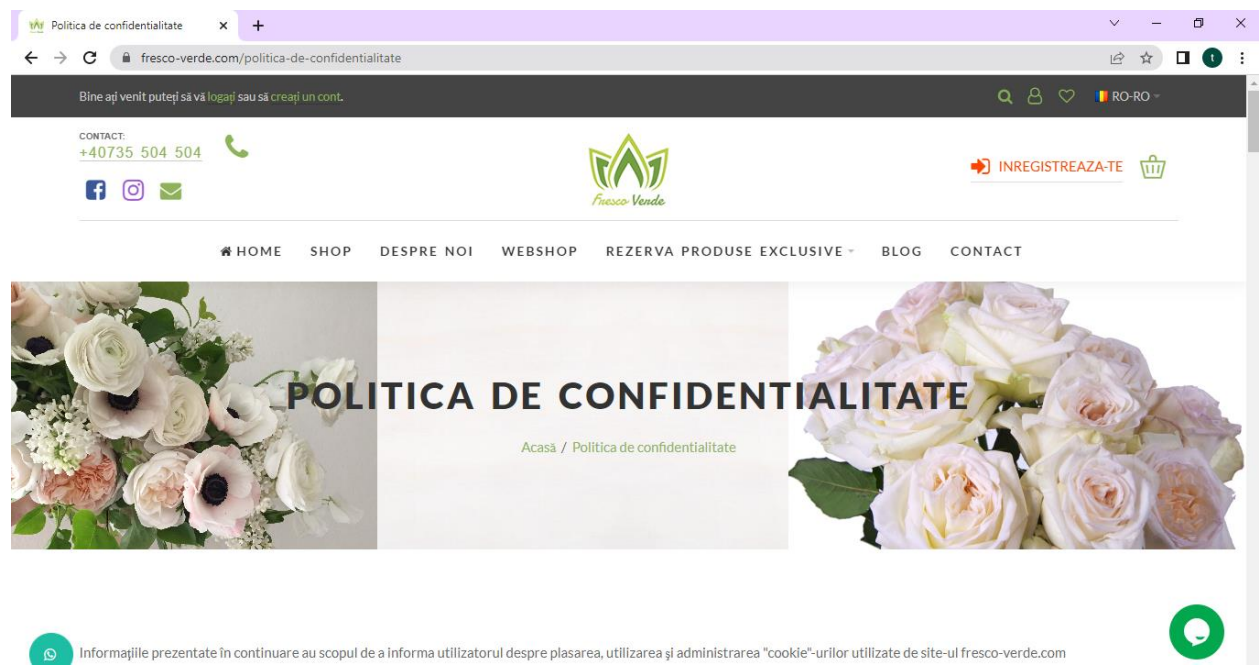 Politica de confidentialitate
fresco-verde.com/politica-de-confidentialitate
t
Bine ați venit puteți să vă logați sau să creați un cont.
RO-RO
CONTACT:
+40735 504 504
Fresco Verde
INREGISTREAZA-TE
HOME SHOP DESPRE NOI WEBSHOP REZERVA PRODUSE EXCLUSIVE BLOG CONTACT
POLITICA DE CONFIDENTIALITATE
Acasă / Politica de confidentialitate
Informaţiile prezentate în continuare au scopul de a informa utilizatorul despre plasarea, utilizarea şi administrarea "cookie"-urilor utilizate de site-ul fresco-verde.com